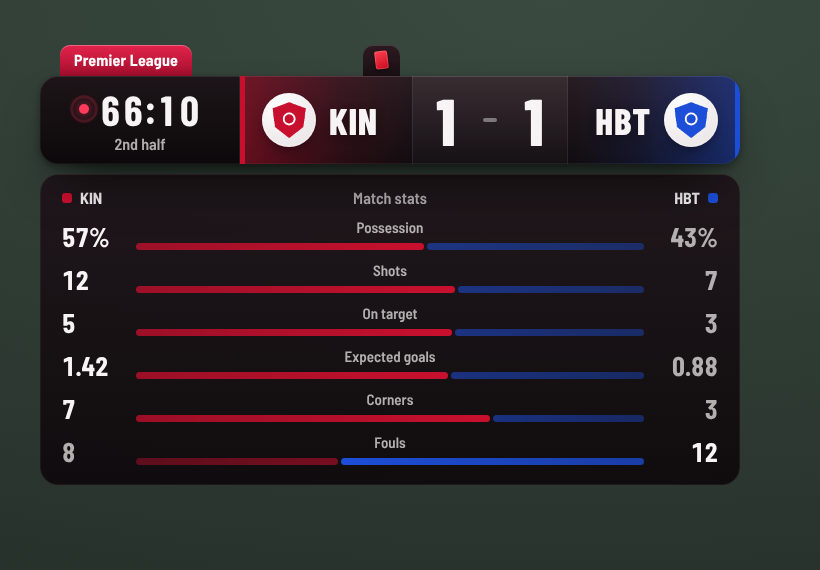 Premier League
66:10
2nd half
KIN
1 - 1
HBT
KIN
Match stats
HBT
Possession
57%
43%
Shots
12
7
On target
5
3
Expected goals
1.42
0.88
Corners
7
3
Fouls
8
12